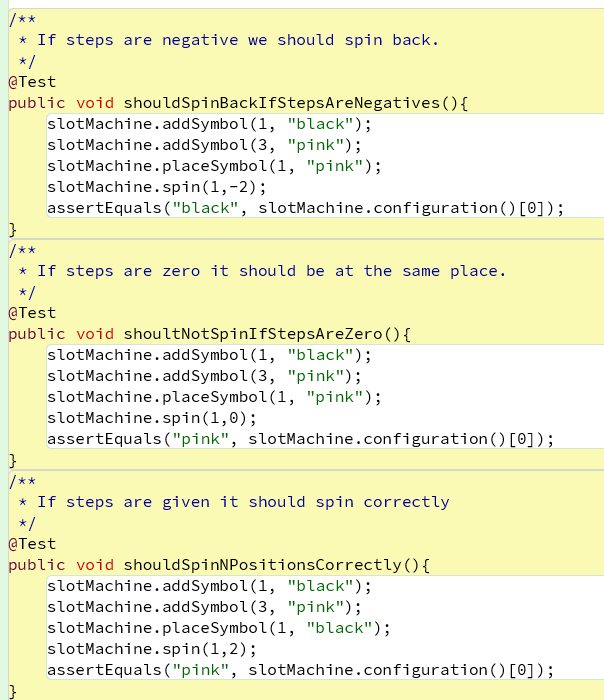 /**
 * If steps are negative we should spin back.
 */
@Test
public void shouldSpinBackIfStepsAreNegatives(){
    slotMachine.addSymbol(1, "black");
    slotMachine.addSymbol(3, "pink");
    slotMachine.placeSymbol(1, "pink");
    slotMachine.spin(1,-2);
    assertEquals("black", slotMachine.configuration()[0]);
}
/**
 * If steps are zero it should be at the same place.
 */
@Test
public void shoultNotSpinIfStepsAreZero(){
    slotMachine.addSymbol(1, "black");
    slotMachine.addSymbol(3, "pink");
    slotMachine.placeSymbol(1, "pink");
    slotMachine.spin(1,0);
    assertEquals("pink", slotMachine.configuration()[0]);
}
/**
 * If steps are given it should spin correctly
 */
@Test
public void shouldSpinNPositionsCorrectly(){
    slotMachine.addSymbol(1, "black");
    slotMachine.addSymbol(3, "pink");
    slotMachine.placeSymbol(1, "black");
    slotMachine.spin(1,2);
    assertEquals("pink", slotMachine.configuration()[0]);
}